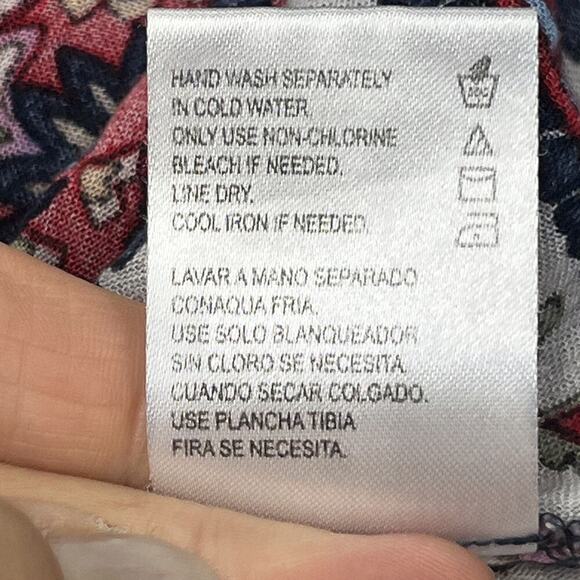 HAND WASH SEPARATELY
IN COLD WATER.
ONLY USE NON-CHLORINE
BLEACH IF NEEDED.
LINE DRY.
COOL IRON IF NEEDED.
LAVAR A MANO SEPARADO
CONAQUA FRIA.
USE SOLO BLANQUEADOR
SIN CLORO SE NECESITA.
CUANDO SECAR COLGADO.
USE PLANCHA TIBIA
FIRA SE NECESITA.